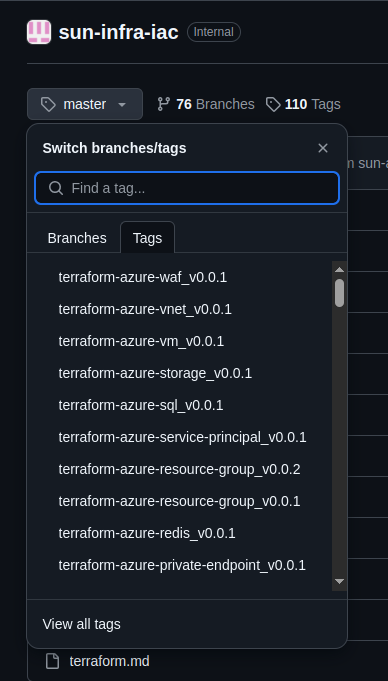 sun-infra-iac Internal
master 76 Branches 110 Tags
Switch branches/tags
Find a tag...
Branches Tags
terraform-azure-waf_v0.0.1
terraform-azure-vnet_v0.0.1
terraform-azure-vm_v0.0.1
terraform-azure-storage_v0.0.1
terraform-azure-sql_v0.0.1
terraform-azure-service-principal_v0.0.1
terraform-azure-resource-group_v0.0.2
terraform-azure-resource-group_v0.0.1
terraform-azure-redis_v0.0.1
terraform-azure-private-endpoint_v0.0.1
View all tags
terraform.md